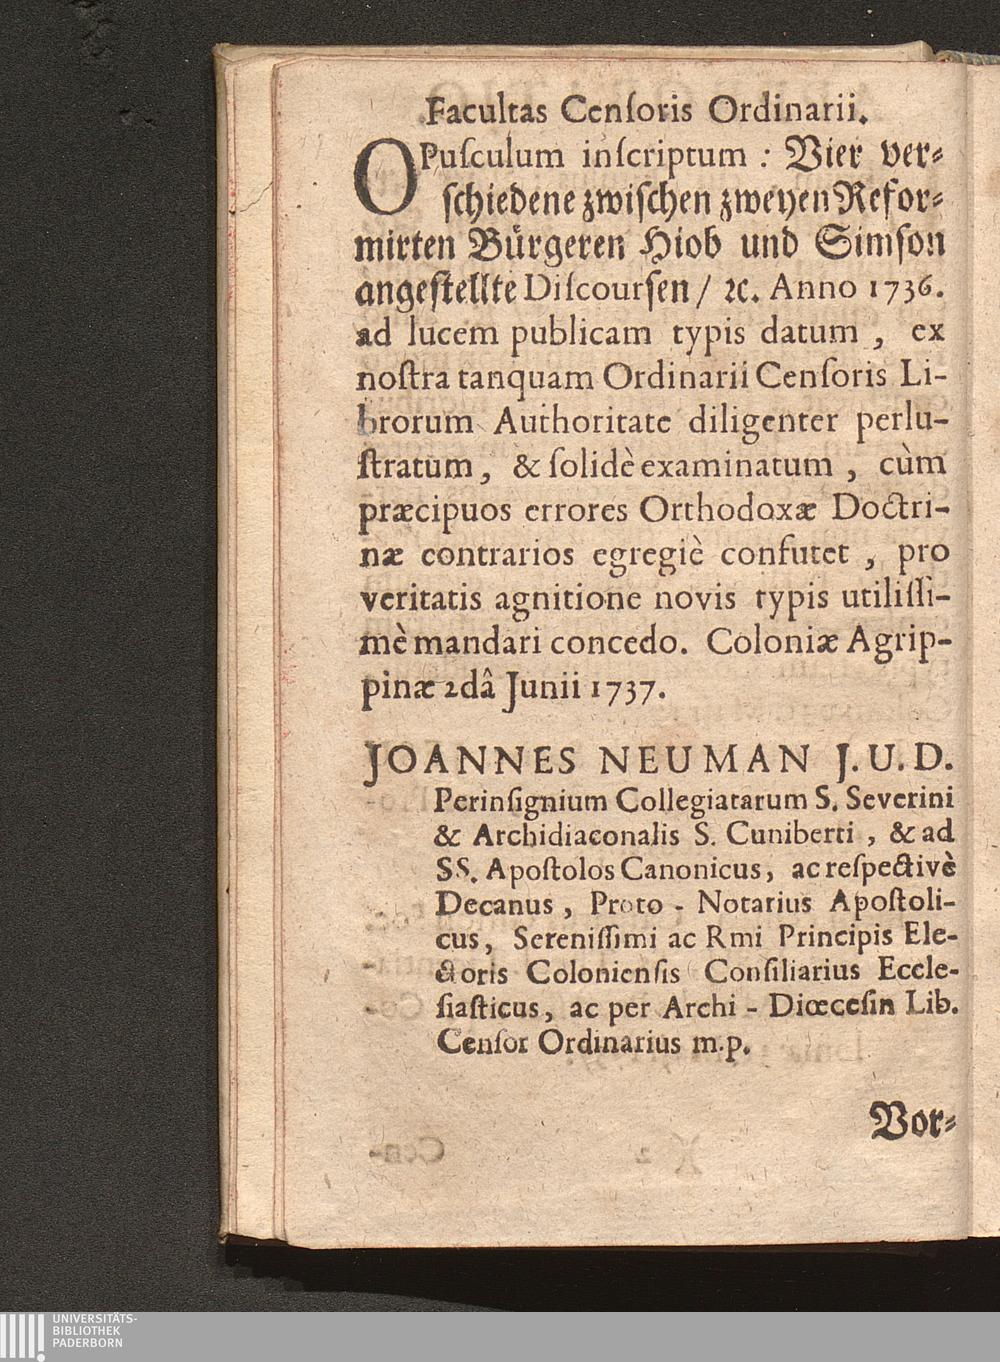 Facultas Cenſoris Ordinarii.
OPuſculum inſcriptum : Vier ver⸗
ſchiedene zwiſchen zweyen Refor⸗
mirten Bürgeren Hiob und Simſon
angeſtellte Diſcourſen / ꝛc. Anno 1736.
ad lucem publicam typis datum , ex
noſtra tanquam Ordinarii Cenſoris Li-
brorum Authoritate diligenter perlu-
ſtratum, & ſolidè examinatum , cùm
præcipuos errores Orthodoxæ Doctri-
næ contrarios egregiè confutet , pro
veritatis agnitione novis typis utiliſſi-
mè mandari concedo. Coloniæ Agrip-
pinæ 2dâ Junii 1737.
JOANNES NEUMAN J.U.D.
Perinſignium Collegiatarum S. Severini
& Archidiaconalis S. Cuniberti , & ad
SS. Apoſtolos Canonicus, ac reſpectivè
Decanus , Proto - Notarius Apoſtoli-
cus, Sereniſſimi ac Rmi Principis Ele-
ctoris Colonienſis Conſiliarius Eccle-
ſiaſticus, ac per Archi - Diœceſin Lib.
Cenſor Ordinarius m.p.
Vor⸗
UNIVERSITÄTS-
BIBLIOTHEK
PADERBORN